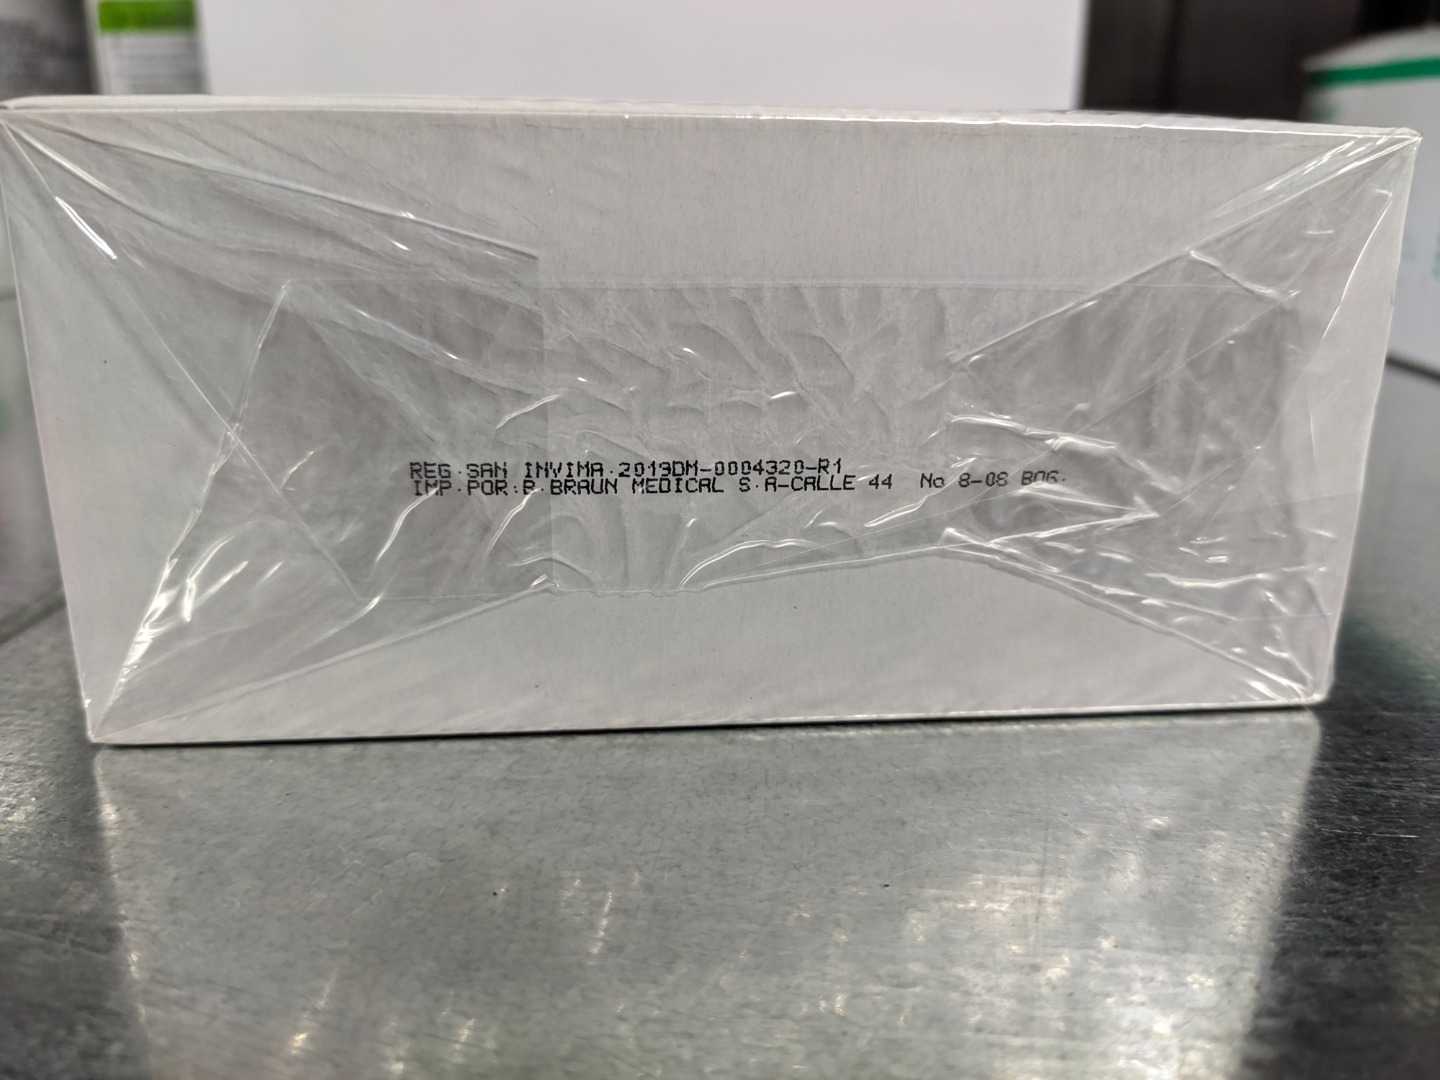 REG.SAN INVIMA.2019DM-0004320-R1
IMP.POR:B.BRAUN MEDICAL S.A-CALLE 44 No 8-08 BOG.